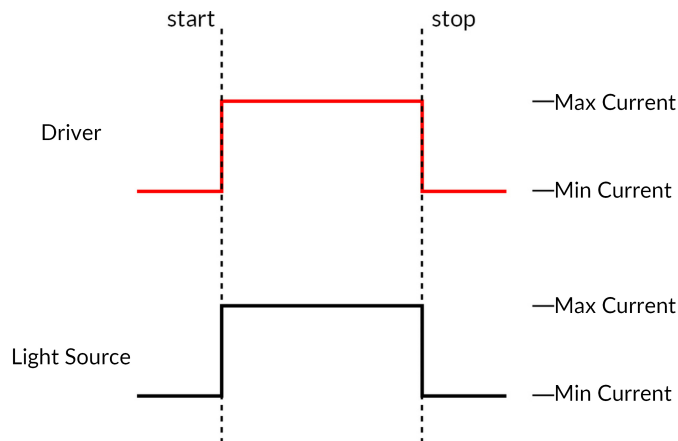 start
stop
Driver
—Max Current
—Min Current
Light Source
—Max Current
—Min Current